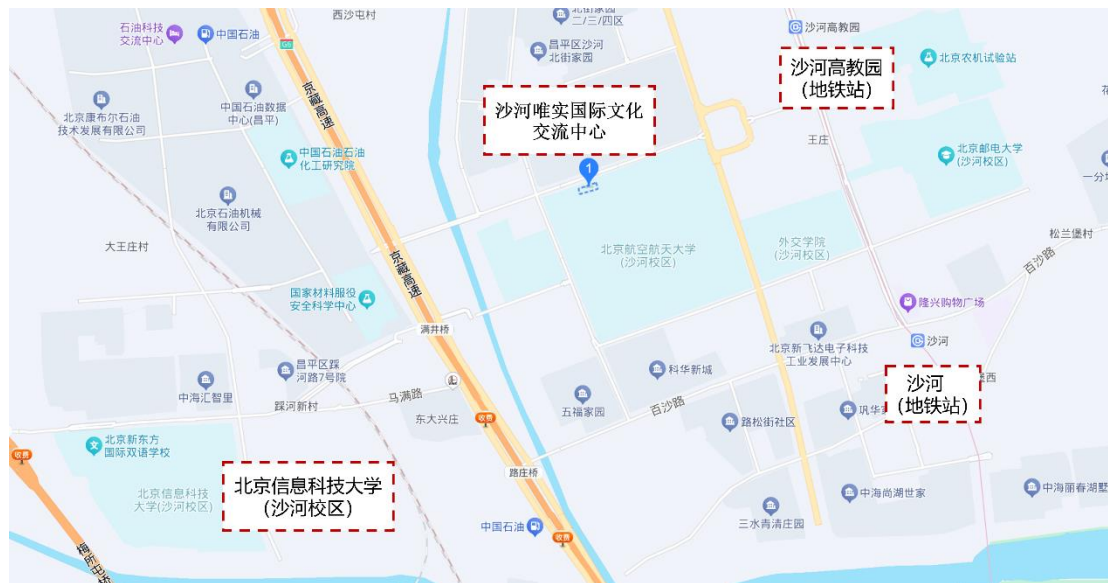 西沙屯村
石油科技
交流中心
中国石油
G6
北街家园
二/三/四区
昌平区沙河
北街家园
沙河高教园
沙河高教园
（地铁站）
北京农机试验站
京藏高速
北京康布尔石油
技术发展有限公司
中国石油数据
中心(昌平)
沙河唯实国际文化
交流中心
中国石油石油
化工研究院
王庄
北京邮电大学
(沙河校区)
1
北京石油机械
有限公司
大王庄村
京藏高速
北京航空航天大学
(沙河校区)
外交学院
(沙河校区)
松兰堡村
百沙路
国家材料服役
安全科学中心
隆兴购物广场
满井桥
沙河
北京新飞达电子科技
工业发展中心
昌平区踩
河路7号院
科华新城
沙河
（地铁站）
中海汇智里
马满路
踩河新村
东大兴庄
收费
五福家园
百沙路
路松街社区
北京新东方
国际双语学校
收费
路庄桥
北京信息科技大学
（沙河校区）
北京信息科技
大学(沙河校区)
中海尚湖世家
中海丽春湖墅
三水青清庄园
中国石油
收费
梅所屯桥